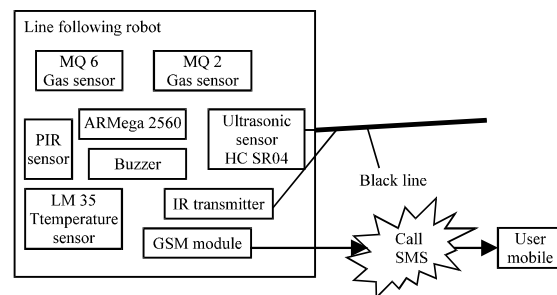 Line following robot
MQ 6
Gas sensor
MQ 2
Gas sensor
ARMega 2560
Ultrasonic
sensor
HC SR04
PIR
sensor
Buzzer
Black line
LM 35
Ttemperature
sensor
IR transmitter
GSM module
Call
SMS
User
mobile